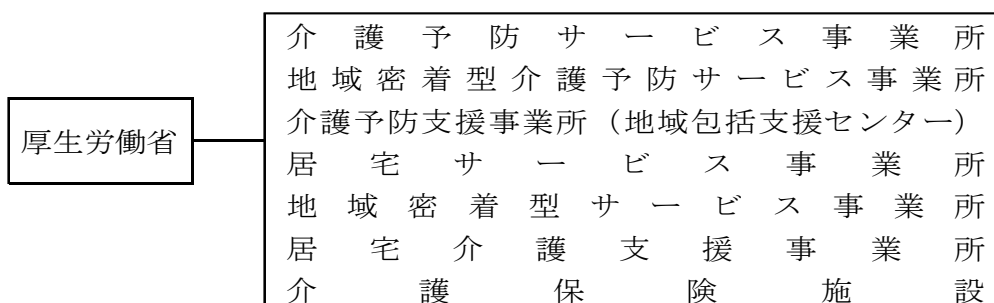 厚生労働省
介護予防サービス事業所
地域密着型介護予防サービス事業所
介護予防支援事業所（地域包括支援センター）
居宅サービス事業所
地域密着型サービス事業所
居宅介護支援事業所
介護保険施設